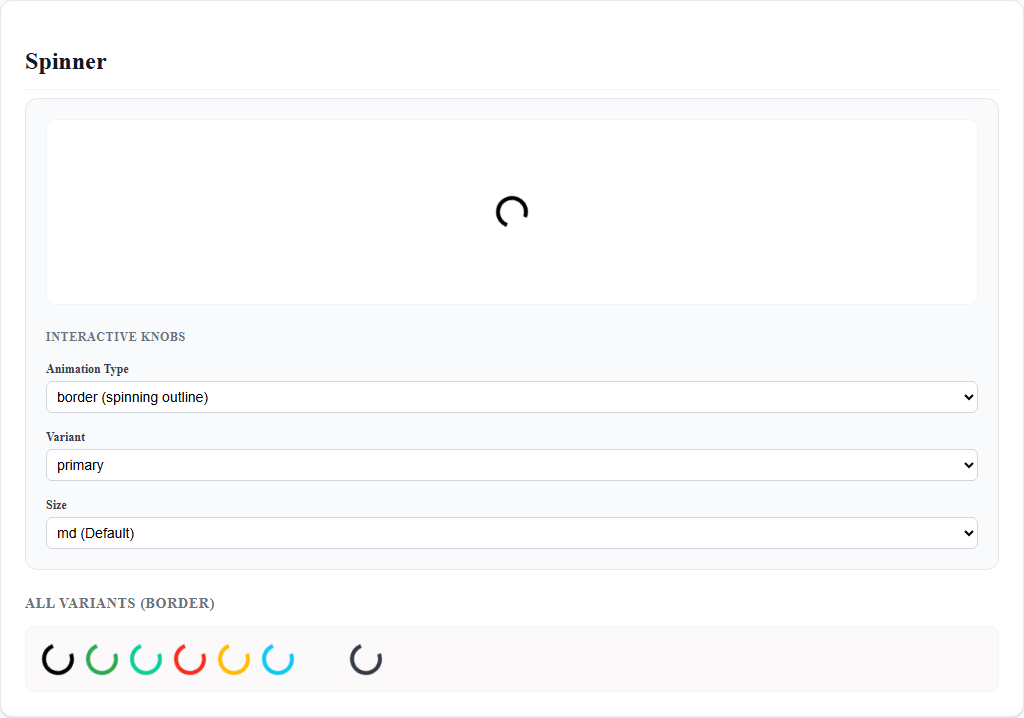 Spinner
INTERACTIVE KNOBS
Animation Type
border (spinning outline)
Variant
primary
Size
md (Default)
ALL VARIANTS (BORDER)